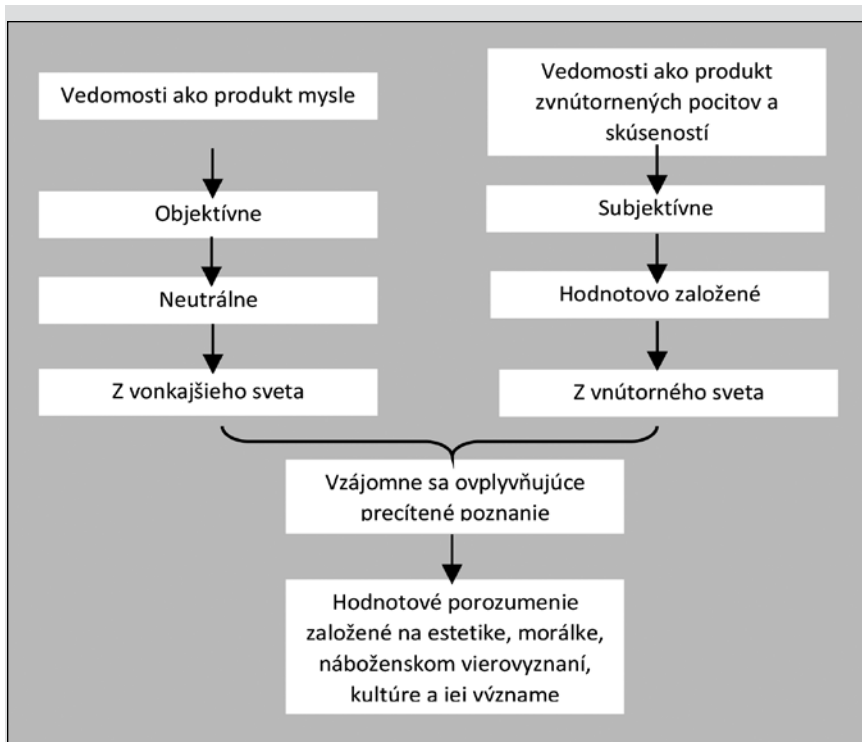 Vedomosti ako produkt mysle
Objektívne
Neutrálne
Z vonkajšieho sveta
Vedomosti ako produkt
zvnútornených pocitov a
skúseností
Subjektívne
Hodnotovo založené
Z vnútorného sveta
Vzájomne sa ovplyvňujúce
precítené poznanie
Hodnotové porozumenie
založené na estetike, morálke,
náboženskom vierovyznaní,
kultúre a jej význame